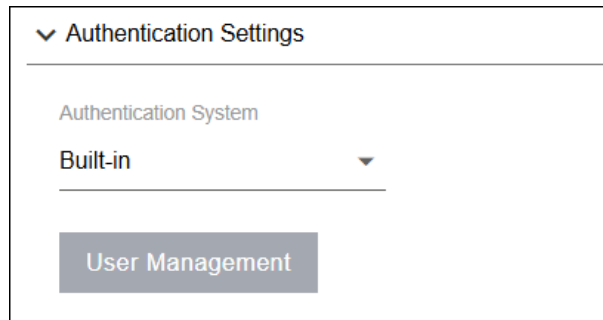 Authentication Settings
Authentication System
Built-in
User Management